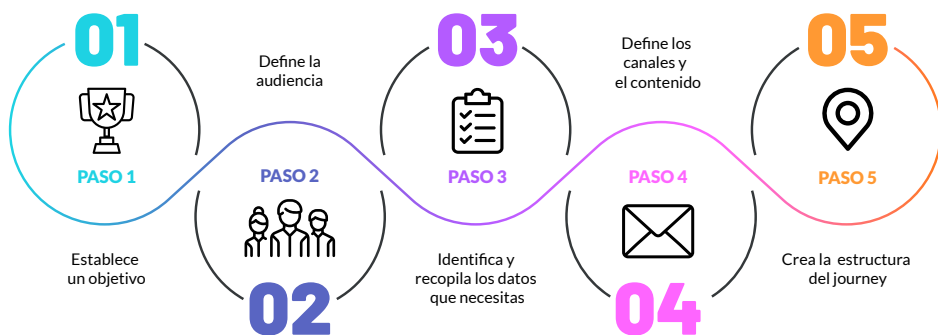 01
PASO 1
Establece
un objetivo
Define la
audiencia
PASO 2
02
03
PASO 3
Identifica y
recopila los datos
que necesitas
Define los
canales y
el contenido
PASO 4
04
05
PASO 5
Crea la estructura
del journey